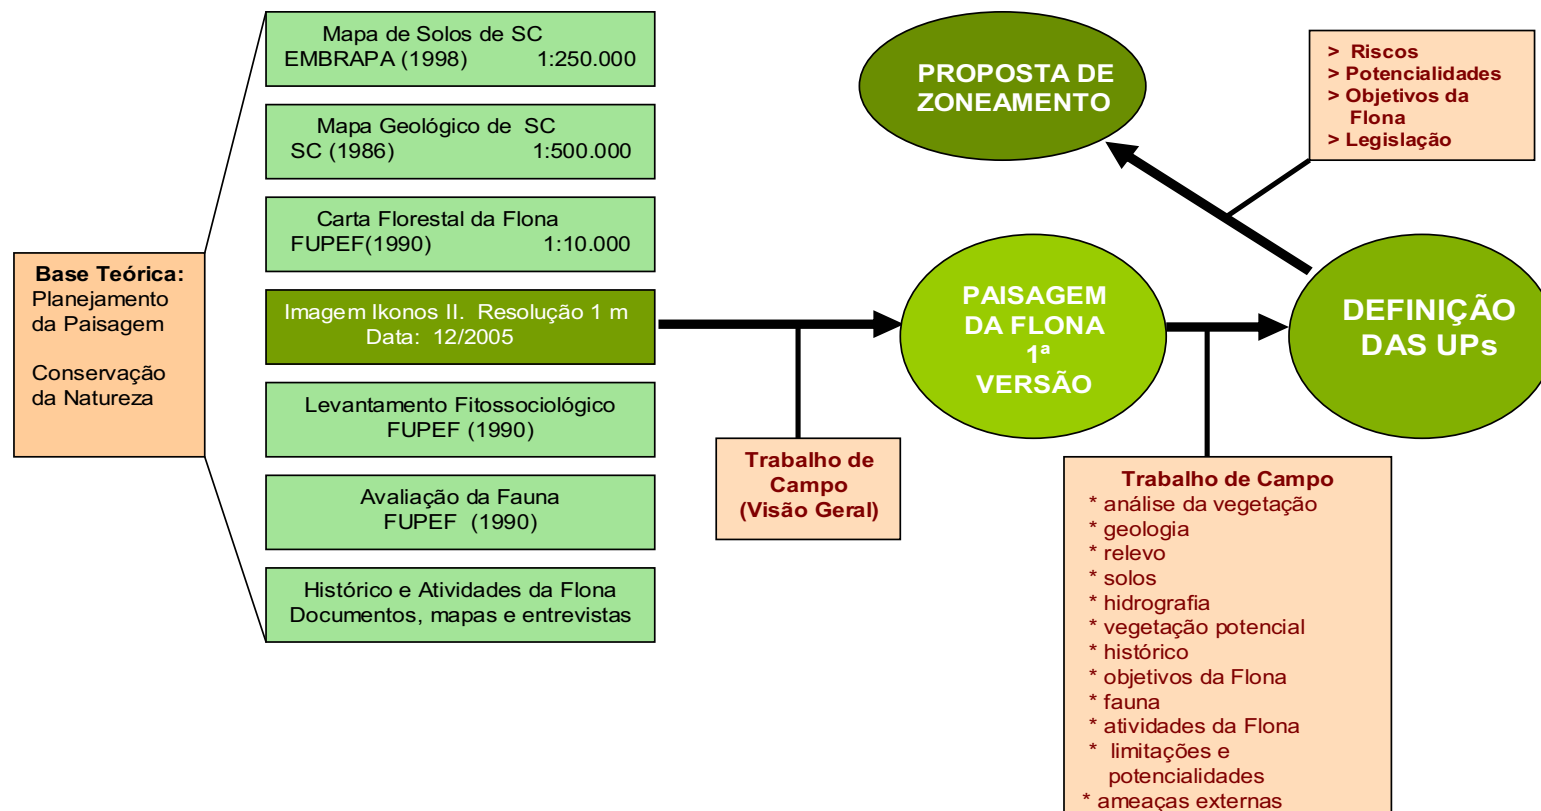 Base Teórica:
Planejamento
da Paisagem
Conservação
da Natureza
Mapa de Solos de SC
EMBRAPA (1998) 1:250.000
Mapa Geológico de SC
SC (1986) 1:500.000
Carta Florestal da Flona
FUPEF(1990) 1:10.000
Imagem Ikonos II. Resolução 1 m
Data: 12/2005
Levantamento Fitossociológico
FUPEF (1990)
Avaliação da Fauna
FUPEF (1990)
Histórico e Atividades da Flona
Documentos, mapas e entrevistas
Trabalho de
Campo
(Visão Geral)
PAISAGEM
DA FLONA
1ª
VERSÃO
Trabalho de Campo
* análise da vegetação
* geologia
* relevo
* solos
* hidrografia
* vegetação potencial
* histórico
* objetivos da Flona
* fauna
* atividades da Flona
* limitações e
potencialidades
* ameaças externas
DEFINIÇÃO
DAS UPs
> Riscos
> Potencialidades
> Objetivos da
Flona
> Legislação
PROPOSTA DE
ZONEAMENTO